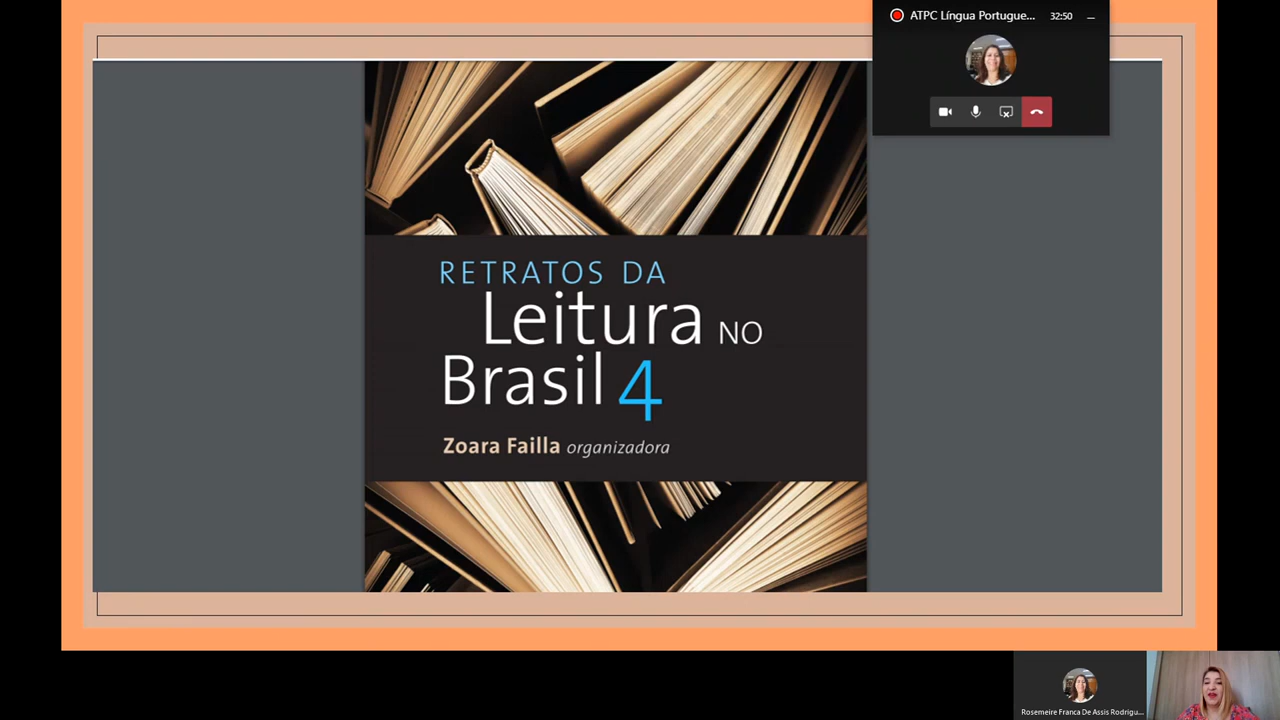 ATPC Língua Portugue...
32:50
RETRATOS DA
Leitura NO
Brasil 4
Zoara Failla organizadora
Rosemeire Franca De Assis Rodrigu...